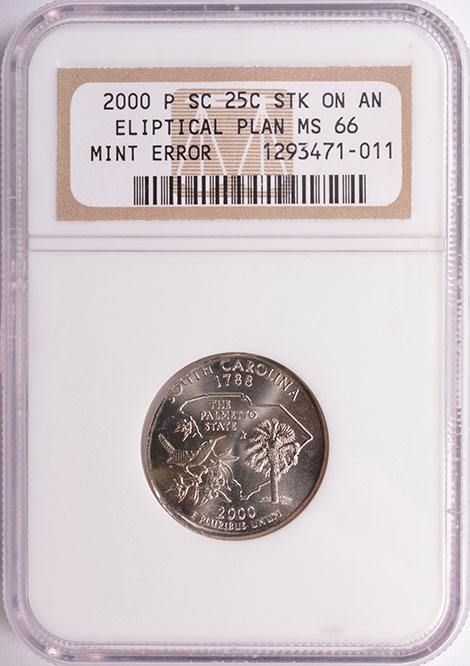 2000 P SC 25C STK ON AN
ELIPTICAL PLAN MS 66
MINT ERROR 1293471-011
SOUTH CAROLINA
1788
THE
PALMETTO
STATE
2000
E PLURIBUS UNUM